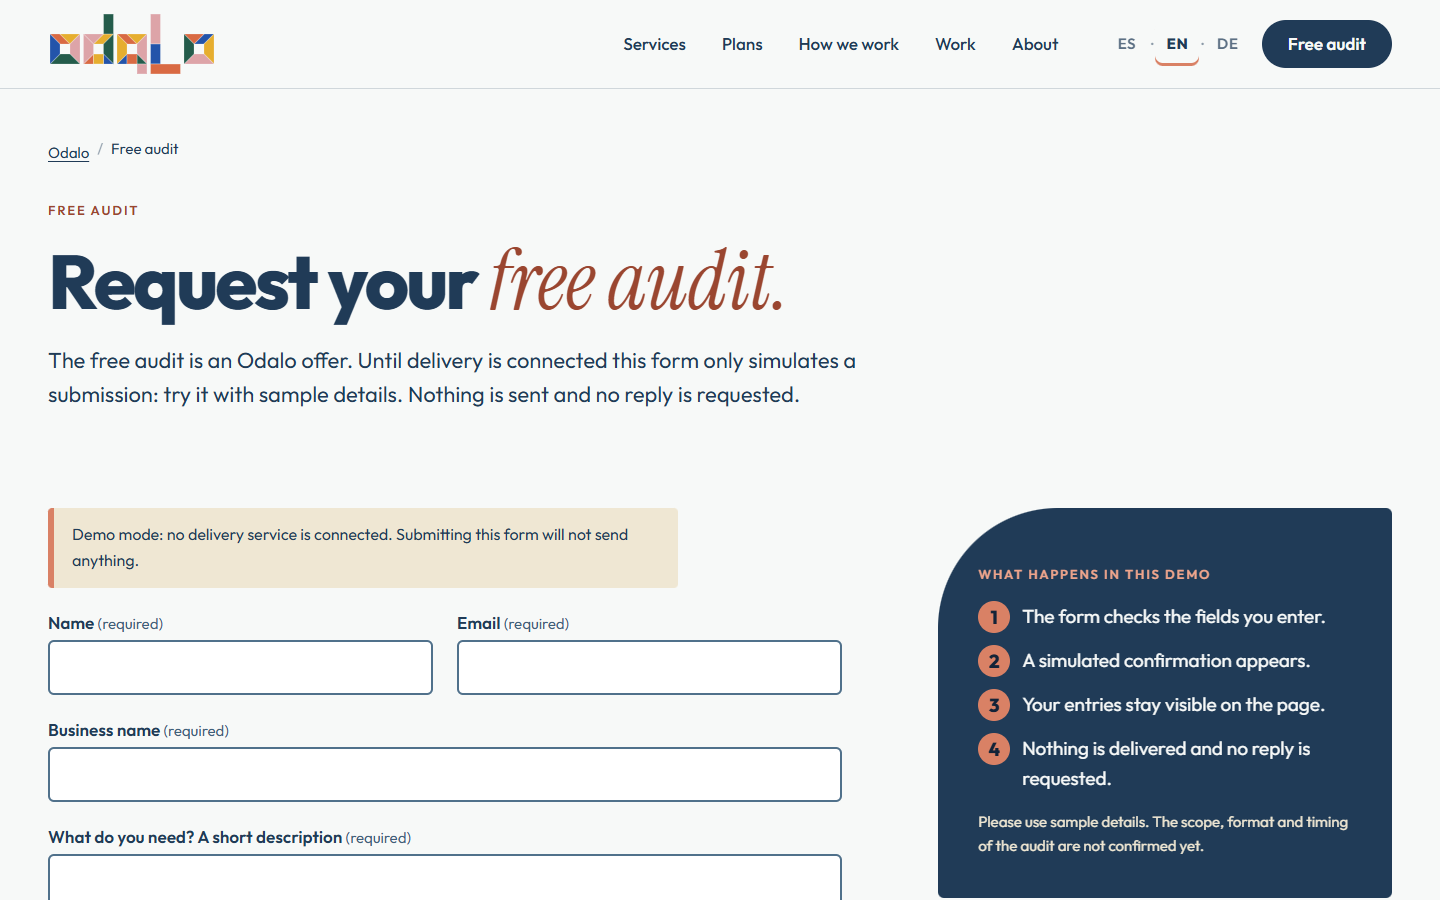 odalo
Services
Plans
How we work
Work
About
ES · EN · DE
Free audit
Odalo / Free audit
FREE AUDIT
Request your free audit.
The free audit is an Odalo offer. Until delivery is connected this form only simulates a
submission: try it with sample details. Nothing is sent and no reply is requested.
Demo mode: no delivery service is connected. Submitting this form will not send
anything.
Name (required)
Email (required)
Business name (required)
What do you need? A short description (required)
WHAT HAPPENS IN THIS DEMO
1 The form checks the fields you enter.
2 A simulated confirmation appears.
3 Your entries stay visible on the page.
4 Nothing is delivered and no reply is
requested.
Please use sample details. The scope, format and timing
of the audit are not confirmed yet.